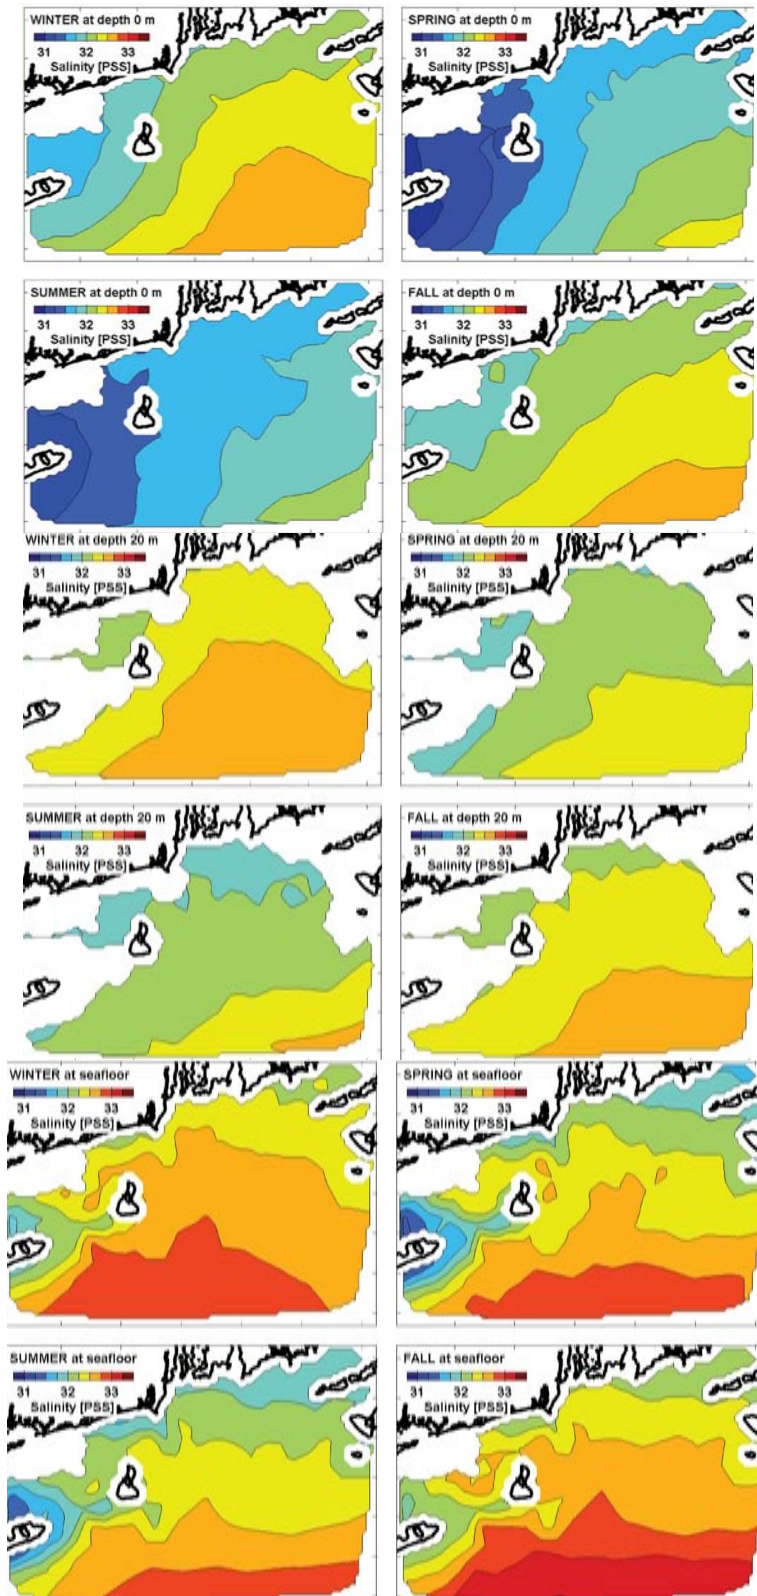 WINTER at depth 0 m
31 32 33
Salinity [PSS]
SPRING at depth 0 m
31 32 33
Salinity [PSS]
SUMMER at depth 0 m
31 32 33
Salinity [PSS]
FALL at depth 0 m
31 32 33
Salinity [PSS]
WINTER at depth 20 m
31 32 33
Salinity [PSS]
SPRING at depth 20 m
31 32 33
Salinity [PSS]
SUMMER at depth 20 m
31 32 33
Salinity [PSS]
FALL at depth 20 m
31 32 33
Salinity [PSS]
WINTER at seafloor
31 32 33
Salinity [PSS]
SPRING at seafloor
31 32 33
Salinity [PSS]
SUMMER at seafloor
31 32 33
Salinity [PSS]
FALL at seafloor
31 32 33
Salinity [PSS]